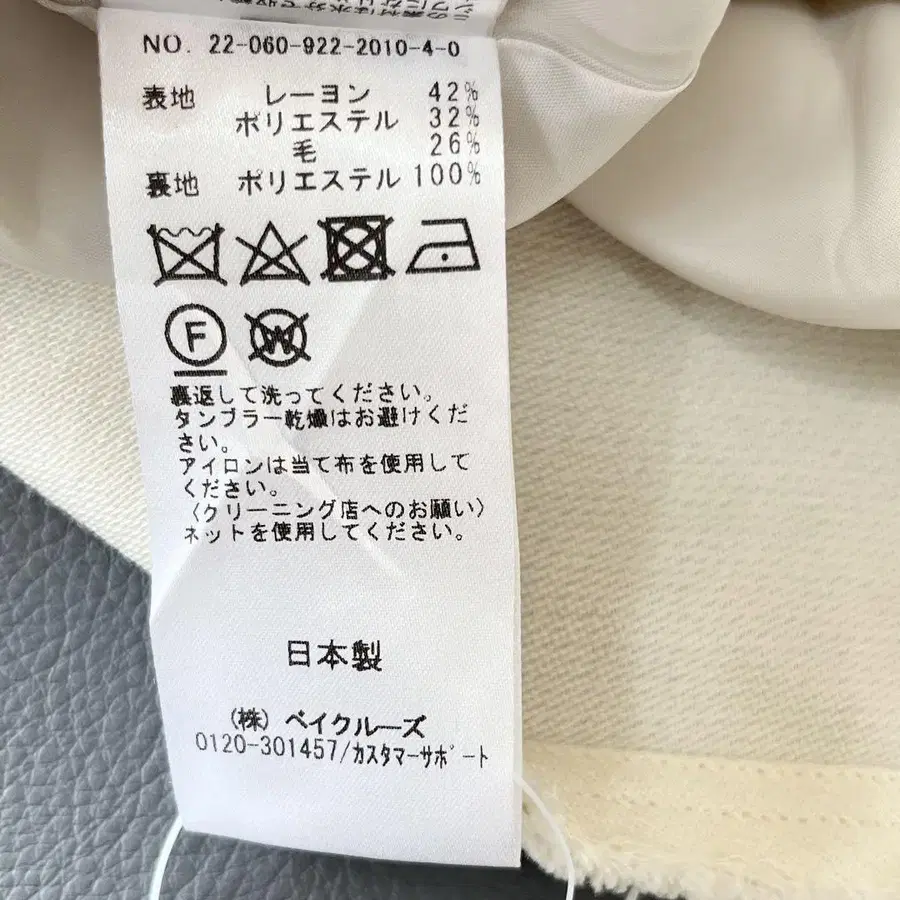 NO. 22-060-922-2010-4-0
表地 レーヨン 42%
ポリエステル 32%
毛 26%
裏地 ポリエステル 100%
F W
裏返して洗ってください。
タンブラー乾燥はお避けくだ
さい。
アイロンは当て布を使用して
ください。
〈クリーニング店へのお願い〉
ネットを使用してください。
日本製
(株) ベイクルーズ
0120-301457/カスタマーサポート